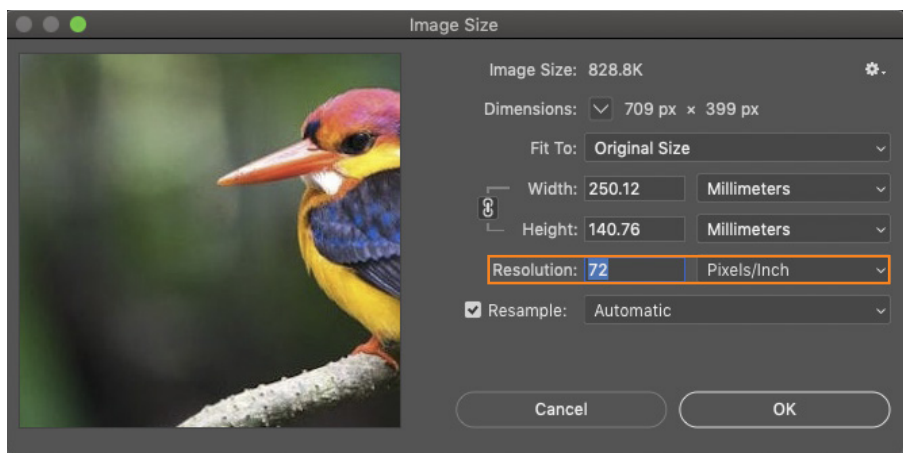 Image Size
Image Size: 828.8K
Dimensions: 709 px × 399 px
Fit To: Original Size
Width: 250.12 Millimeters
Height: 140.76 Millimeters
Resolution: 72 Pixels/Inch
Resample: Automatic
Cancel OK